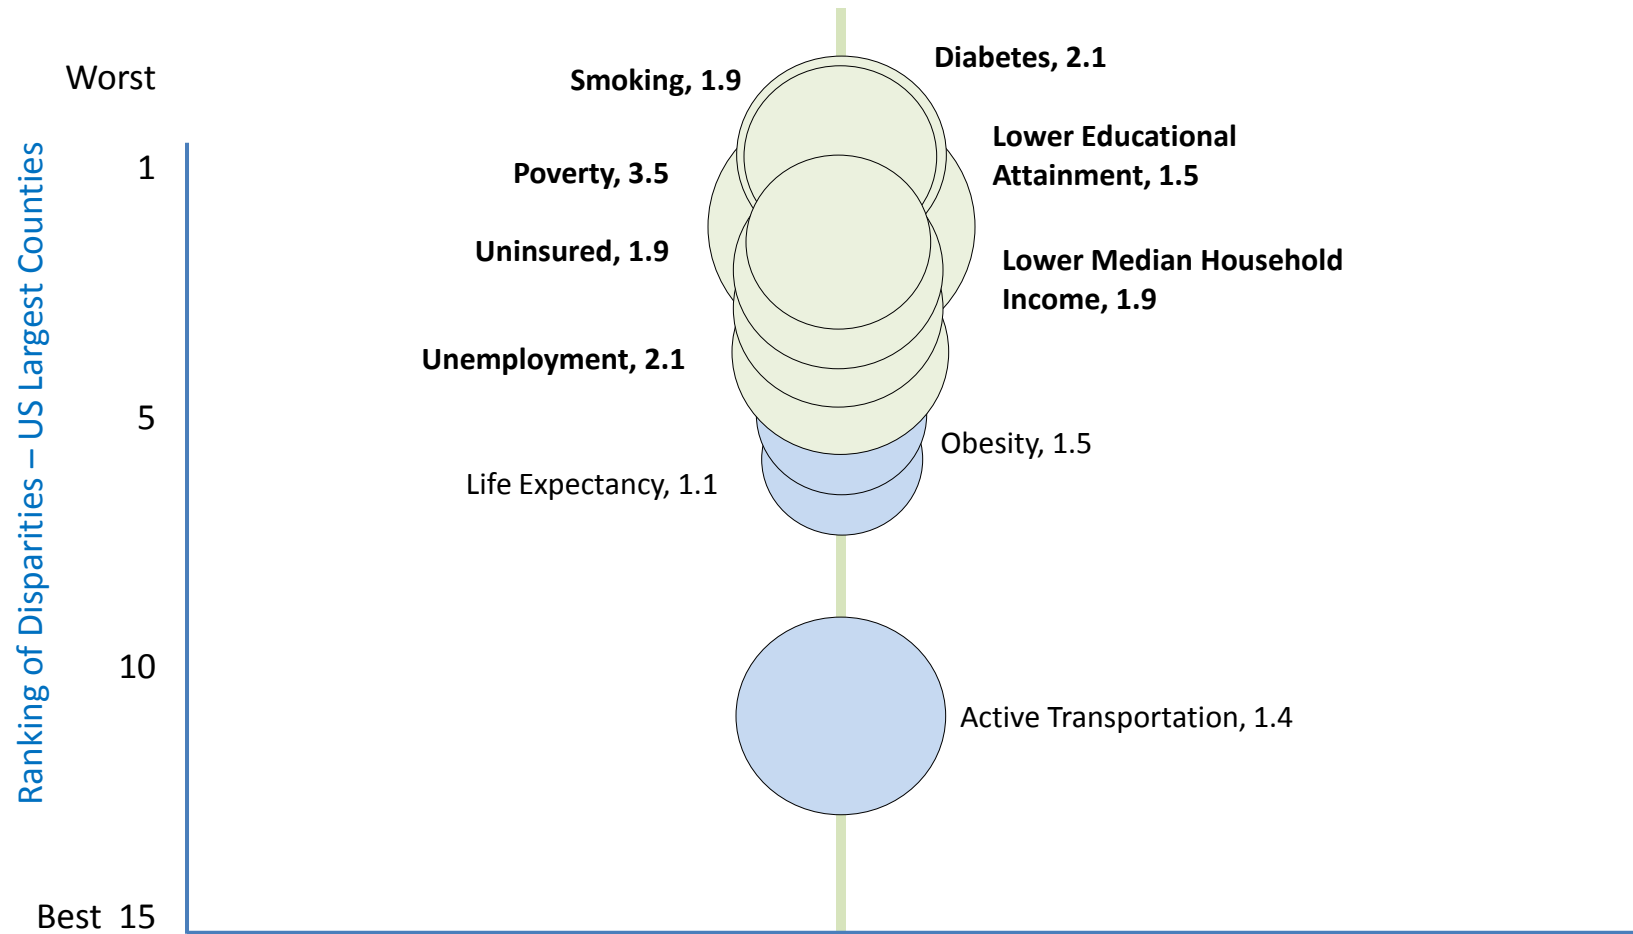 Ranking of Disparities – US Largest Counties
Worst
1
5
10
Best 15
Smoking, 1.9
Diabetes, 2.1
Poverty, 3.5
Lower Educational
Attainment, 1.5
Uninsured, 1.9
Lower Median Household
Income, 1.9
Unemployment, 2.1
Obesity, 1.5
Life Expectancy, 1.1
Active Transportation, 1.4